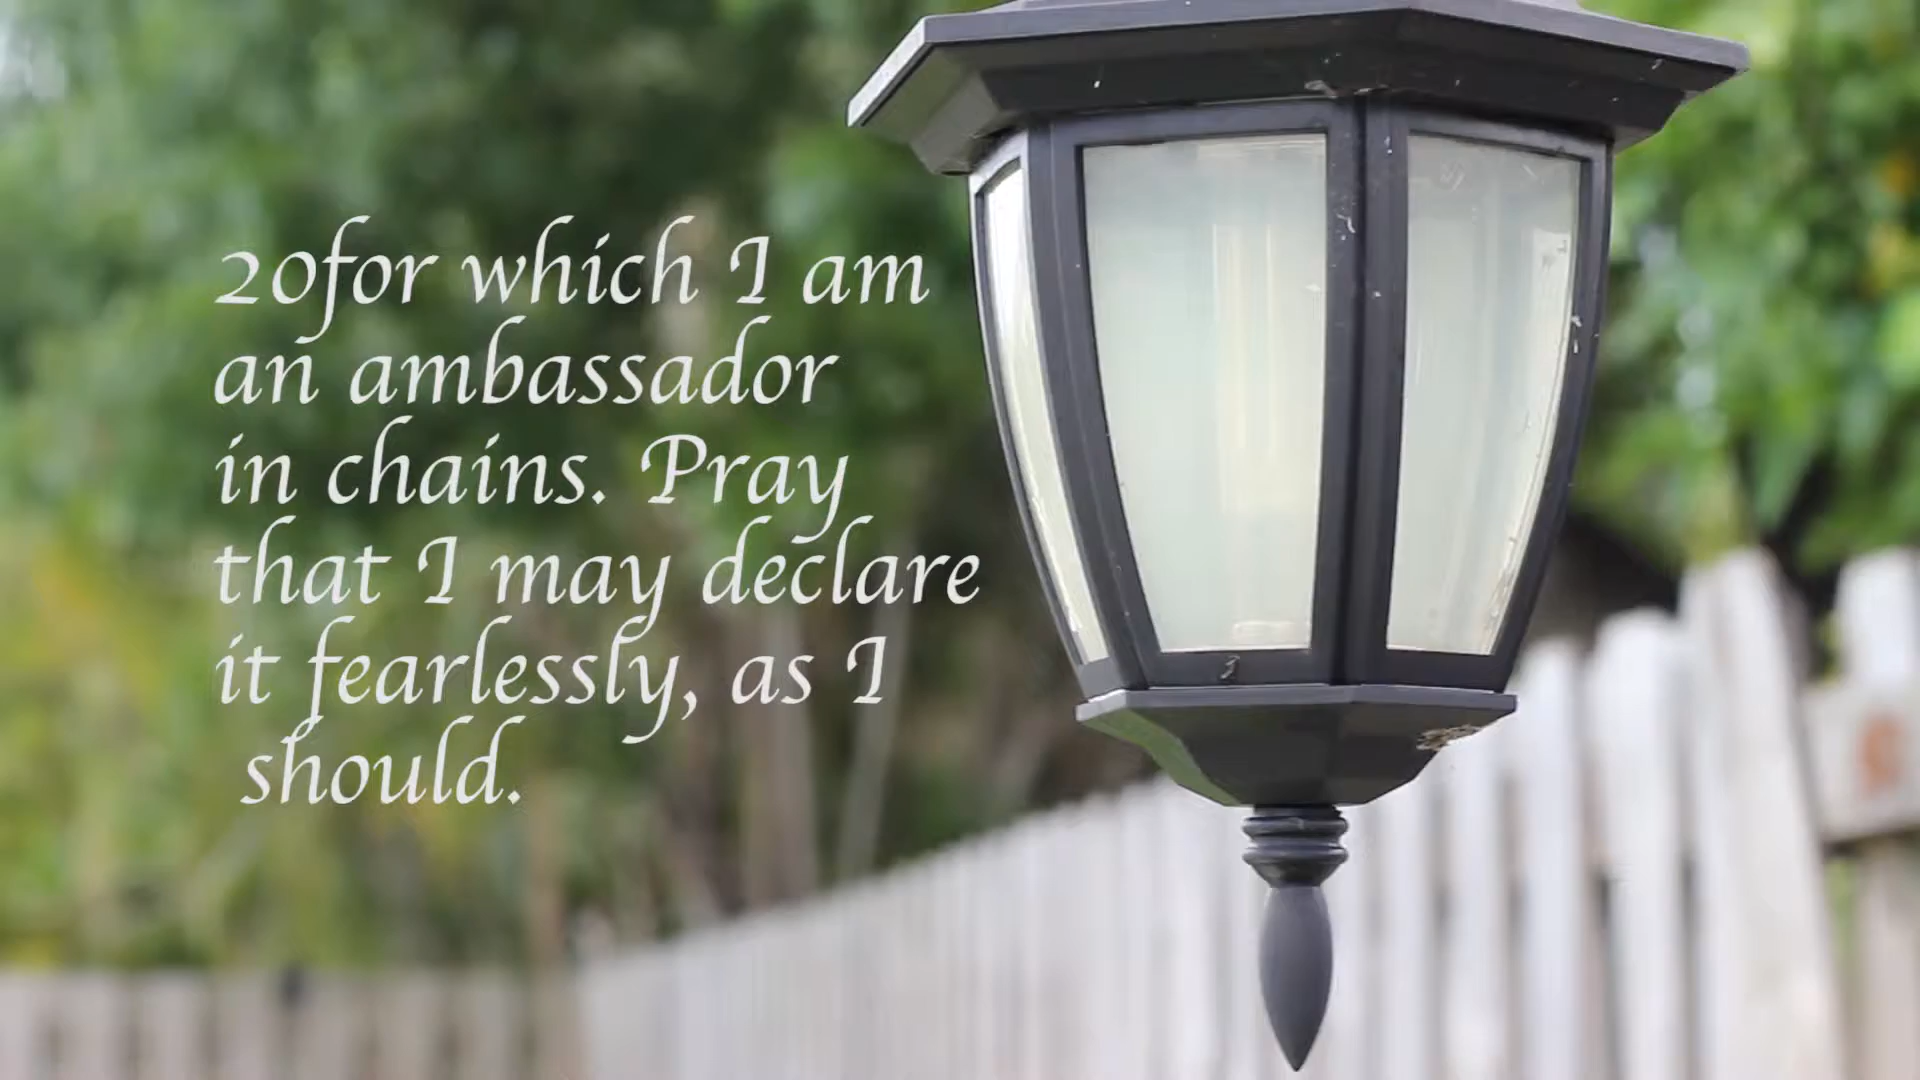 20for which I am
an ambassador
in chains. Pray
that I may declare
it fearlessly, as I
should.